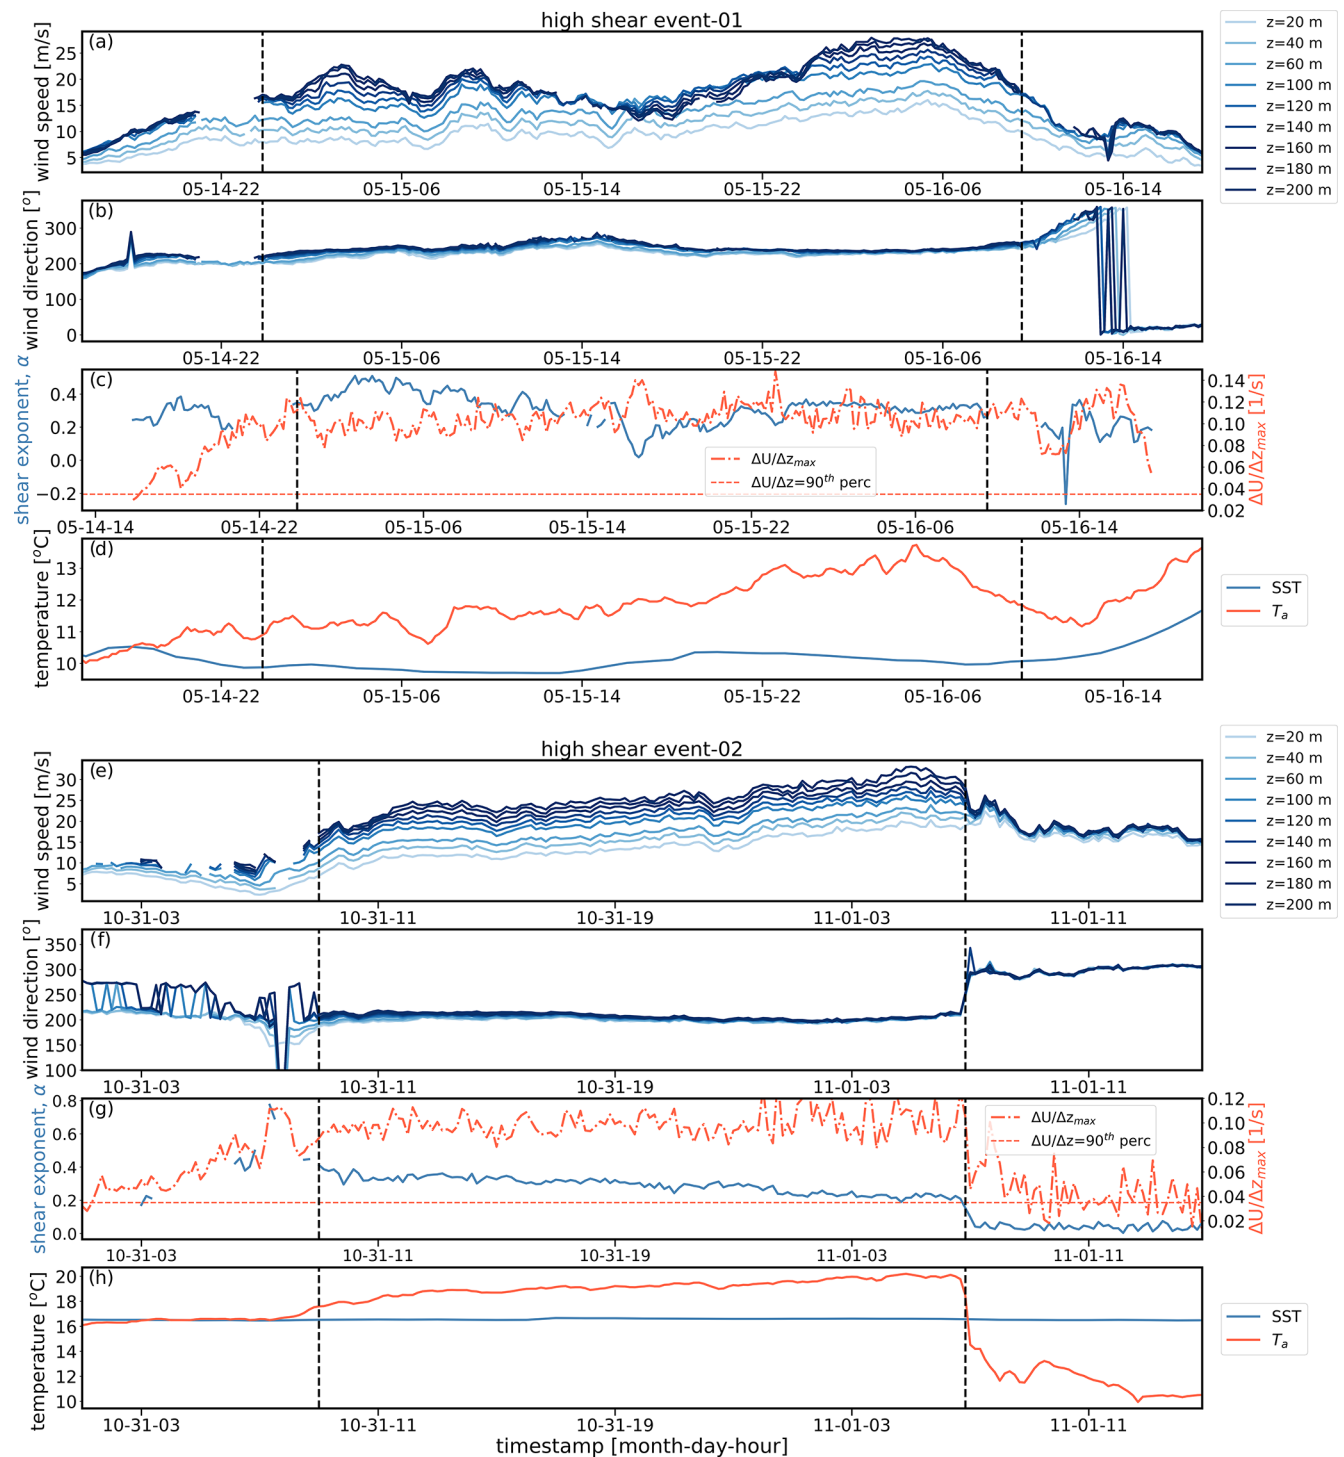 high shear event-01
(a)
wind speed [m/s]
25
20
15
10
5
05-14-22 05-15-06 05-15-14 05-15-22 05-16-06 05-16-14
z=20 m
z=40 m
z=60 m
z=100 m
z=120 m
z=140 m
z=160 m
z=180 m
z=200 m
(b)
wind direction [°]
300
200
100
0
05-14-22 05-15-06 05-15-14 05-15-22 05-16-06 05-16-14
(c)
shear exponent, α
0.4
0.2
0.0
−0.2
ΔU/Δz_max
ΔU/Δz=90^th perc
0.14
0.12
0.10
0.08
0.06
0.04
0.02
ΔU/Δz_max [1/s]
05-14-14 05-14-22 05-15-06 05-15-14 05-15-22 05-16-06 05-16-14
(d)
temperature [°C]
13
12
11
10
05-14-22 05-15-06 05-15-14 05-15-22 05-16-06 05-16-14
SST
T_a
high shear event-02
(e)
wind speed [m/s]
30
25
20
15
10
5
10-31-03 10-31-11 10-31-19 11-01-03 11-01-11
z=20 m
z=40 m
z=60 m
z=100 m
z=120 m
z=140 m
z=160 m
z=180 m
z=200 m
(f)
wind direction [°]
350
300
250
200
150
100
10-31-03 10-31-11 10-31-19 11-01-03 11-01-11
(g)
shear exponent, α
0.8
0.6
0.4
0.2
0.0
ΔU/Δz_max
ΔU/Δz=90^th perc
0.12
0.10
0.08
0.06
0.04
0.02
ΔU/Δz_max [1/s]
10-31-03 10-31-11 10-31-19 11-01-03 11-01-11
(h)
temperature [°C]
20
18
16
14
12
10
10-31-03 10-31-11 10-31-19 11-01-03 11-01-11
SST
T_a
timestamp [month-day-hour]